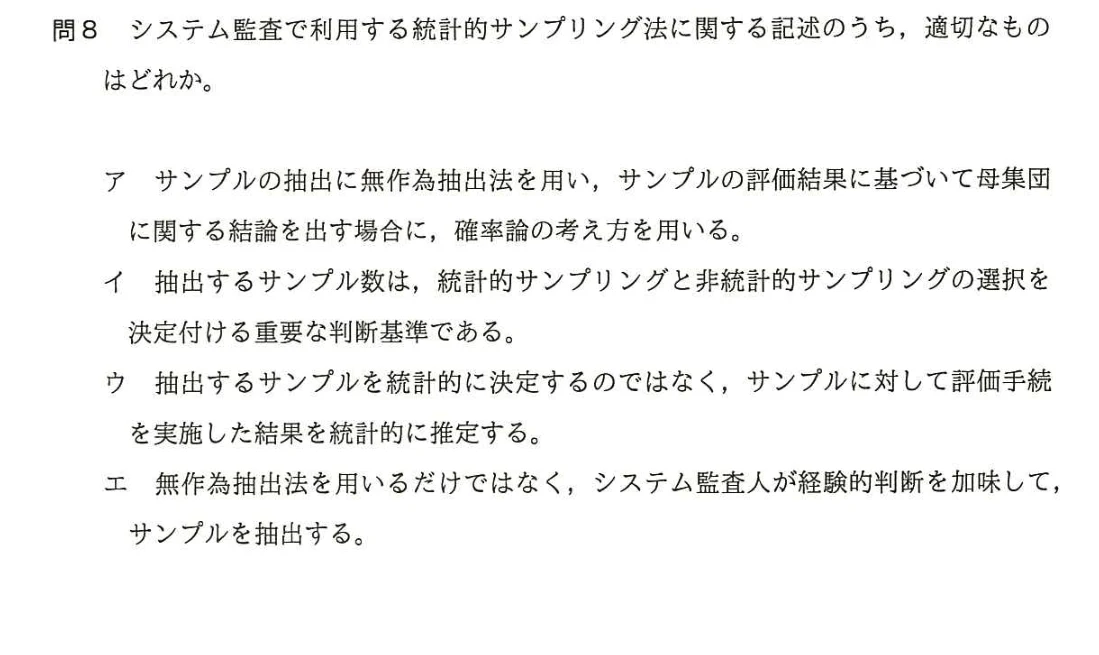 問8 システム監査で利用する統計的サンプリング法に関する記述のうち，適切なもの
はどれか。
ア サンプルの抽出に無作為抽出法を用い，サンプルの評価結果に基づいて母集団
に関する結論を出す場合に，確率論の考え方を用いる。
イ 抽出するサンプル数は，統計的サンプリングと非統計的サンプリングの選択を
決定付ける重要な判断基準である。
ウ 抽出するサンプルを統計的に決定するのではなく，サンプルに対して評価手続
を実施した結果を統計的に推定する。
エ 無作為抽出法を用いるだけではなく，システム監査人が経験的判断を加味して，
サンプルを抽出する。